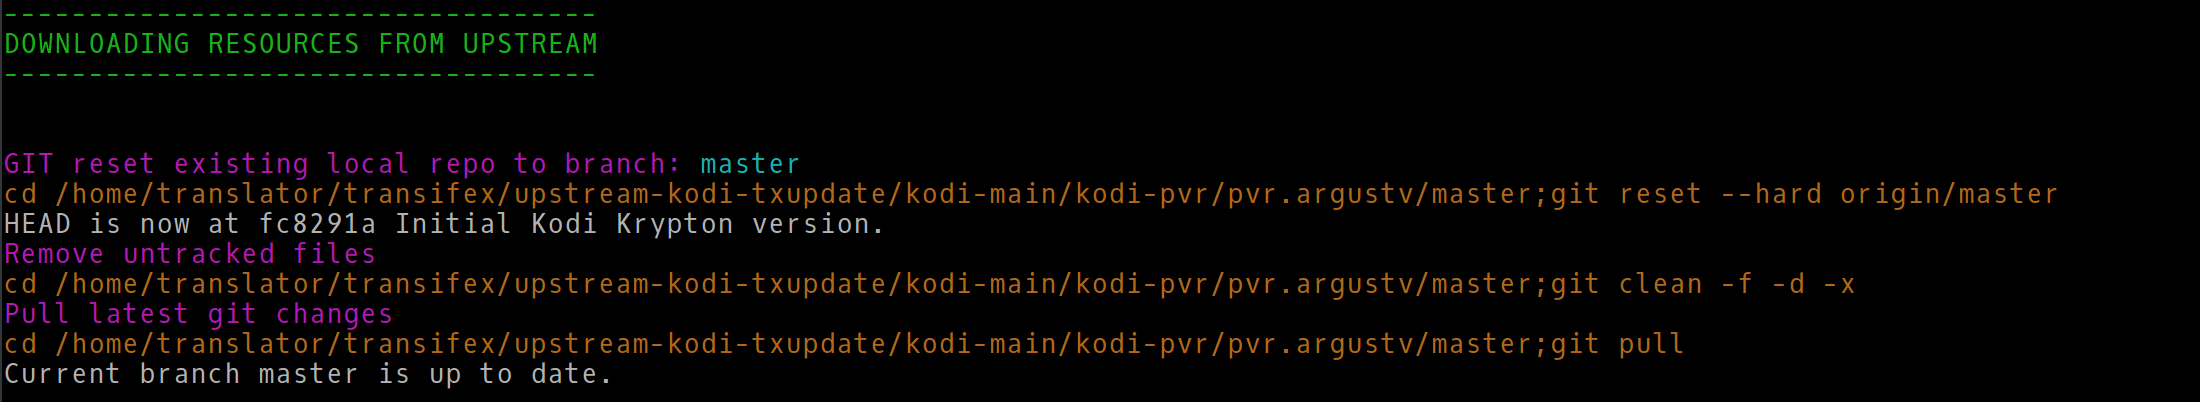 -----------------------------------
DOWNLOADING RESOURCES FROM UPSTREAM
-----------------------------------
GIT reset existing local repo to branch: master
cd /home/translator/transifex/upstream-kodi-txupdate/kodi-main/kodi-pvr/pvr.argustv/master;git reset --hard origin/master
HEAD is now at fc8291a Initial Kodi Krypton version.
Remove untracked files
cd /home/translator/transifex/upstream-kodi-txupdate/kodi-main/kodi-pvr/pvr.argustv/master;git clean -f -d -x
Pull latest git changes
cd /home/translator/transifex/upstream-kodi-txupdate/kodi-main/kodi-pvr/pvr.argustv/master;git pull
Current branch master is up to date.